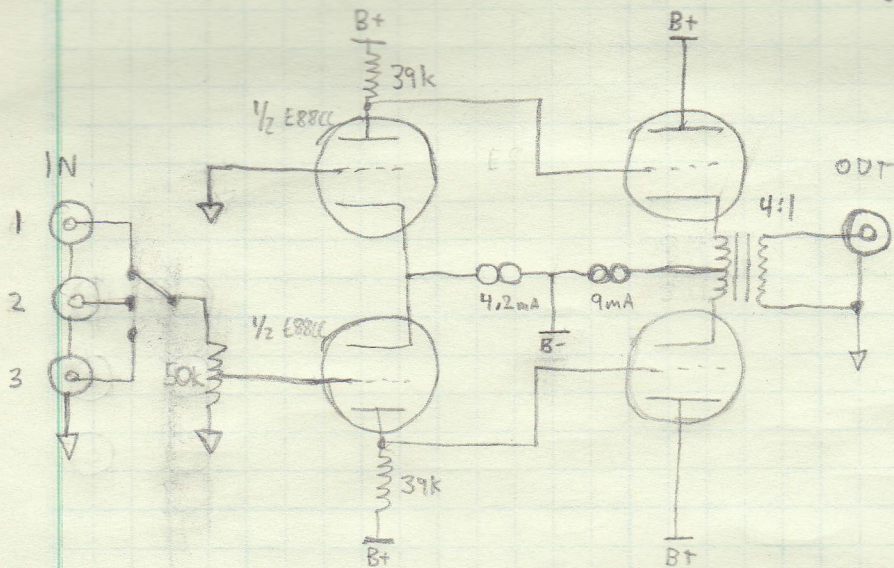 B+
B+
39k
1/2 E88CC
IN
OUT
1
4:1
2
4,2mA
9mA
1/2 E88CC
B-
3
50k
39k
B+
B+